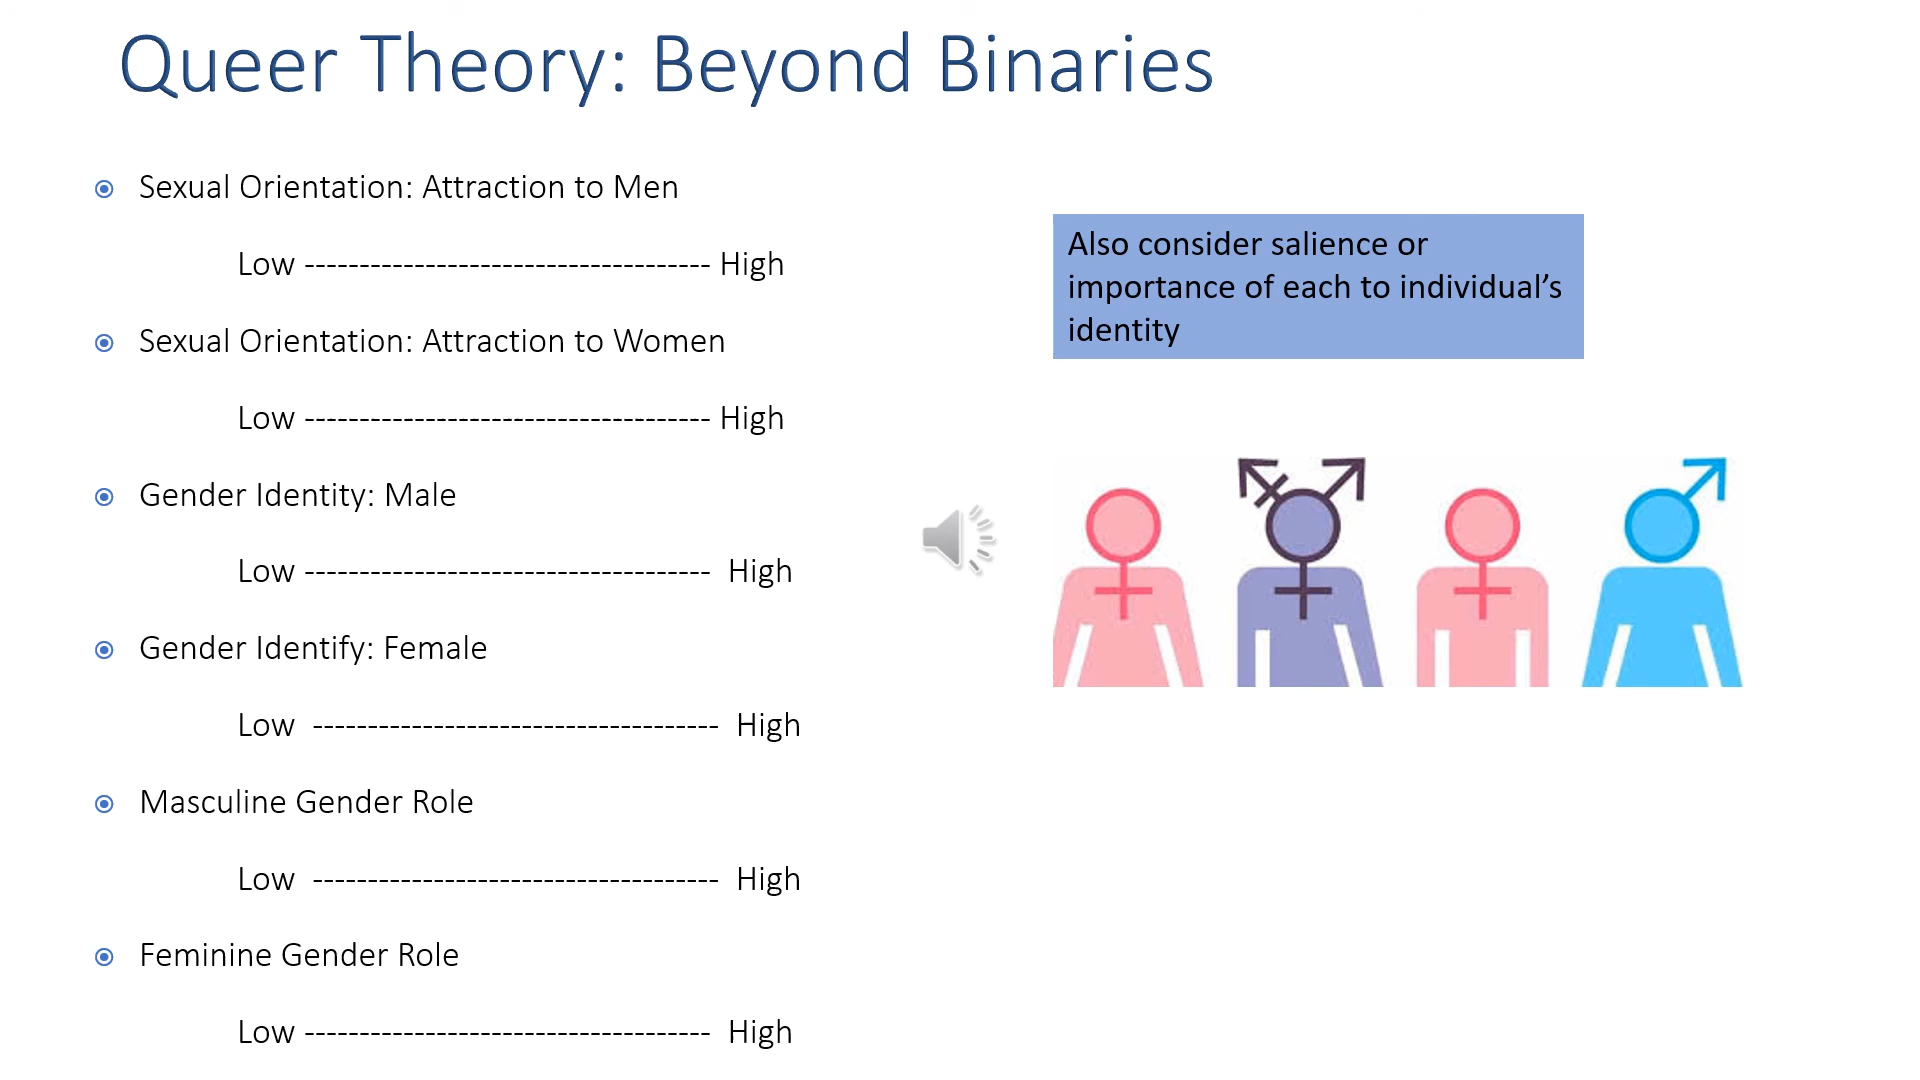 Queer Theory: Beyond Binaries
Sexual Orientation: Attraction to Men
Low ------------------------------------- High
Sexual Orientation: Attraction to Women
Low ------------------------------------- High
Gender Identity: Male
Low ------------------------------------- High
Gender Identify: Female
Low ------------------------------------- High
Masculine Gender Role
Low ------------------------------------- High
Feminine Gender Role
Low ------------------------------------- High
Also consider salience or
importance of each to individual’s
identity